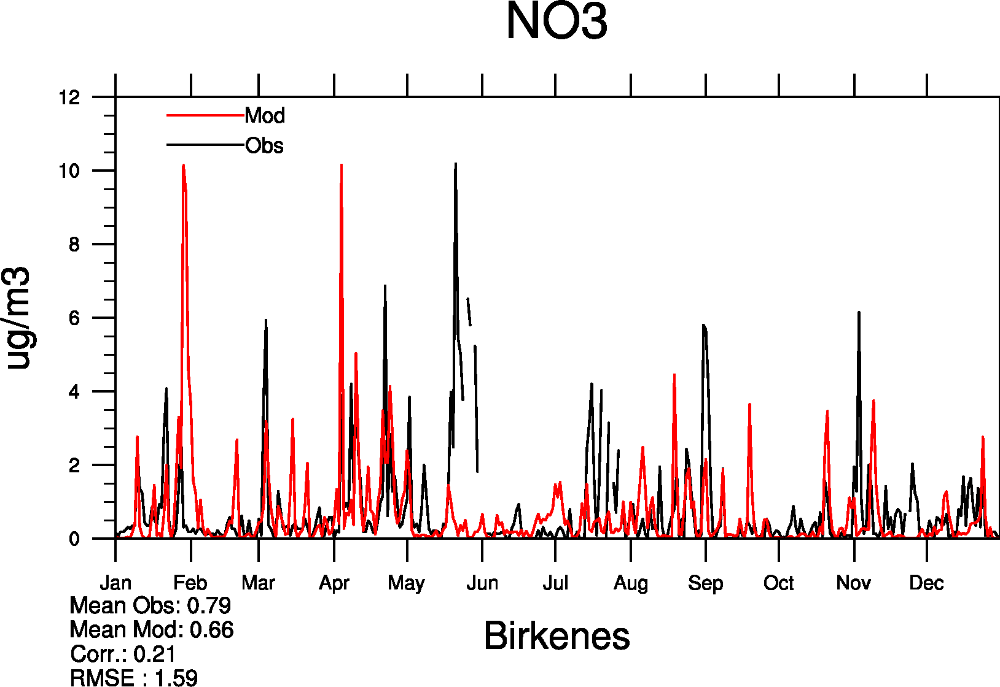 NO3
12
Mod
Obs
10
8
6
4
2
0
ug/m3
Jan Feb Mar Apr May Jun Jul Aug Sep Oct Nov Dec
Mean Obs: 0.79
Mean Mod: 0.66
Corr.: 0.21
RMSE : 1.59
Birkenes